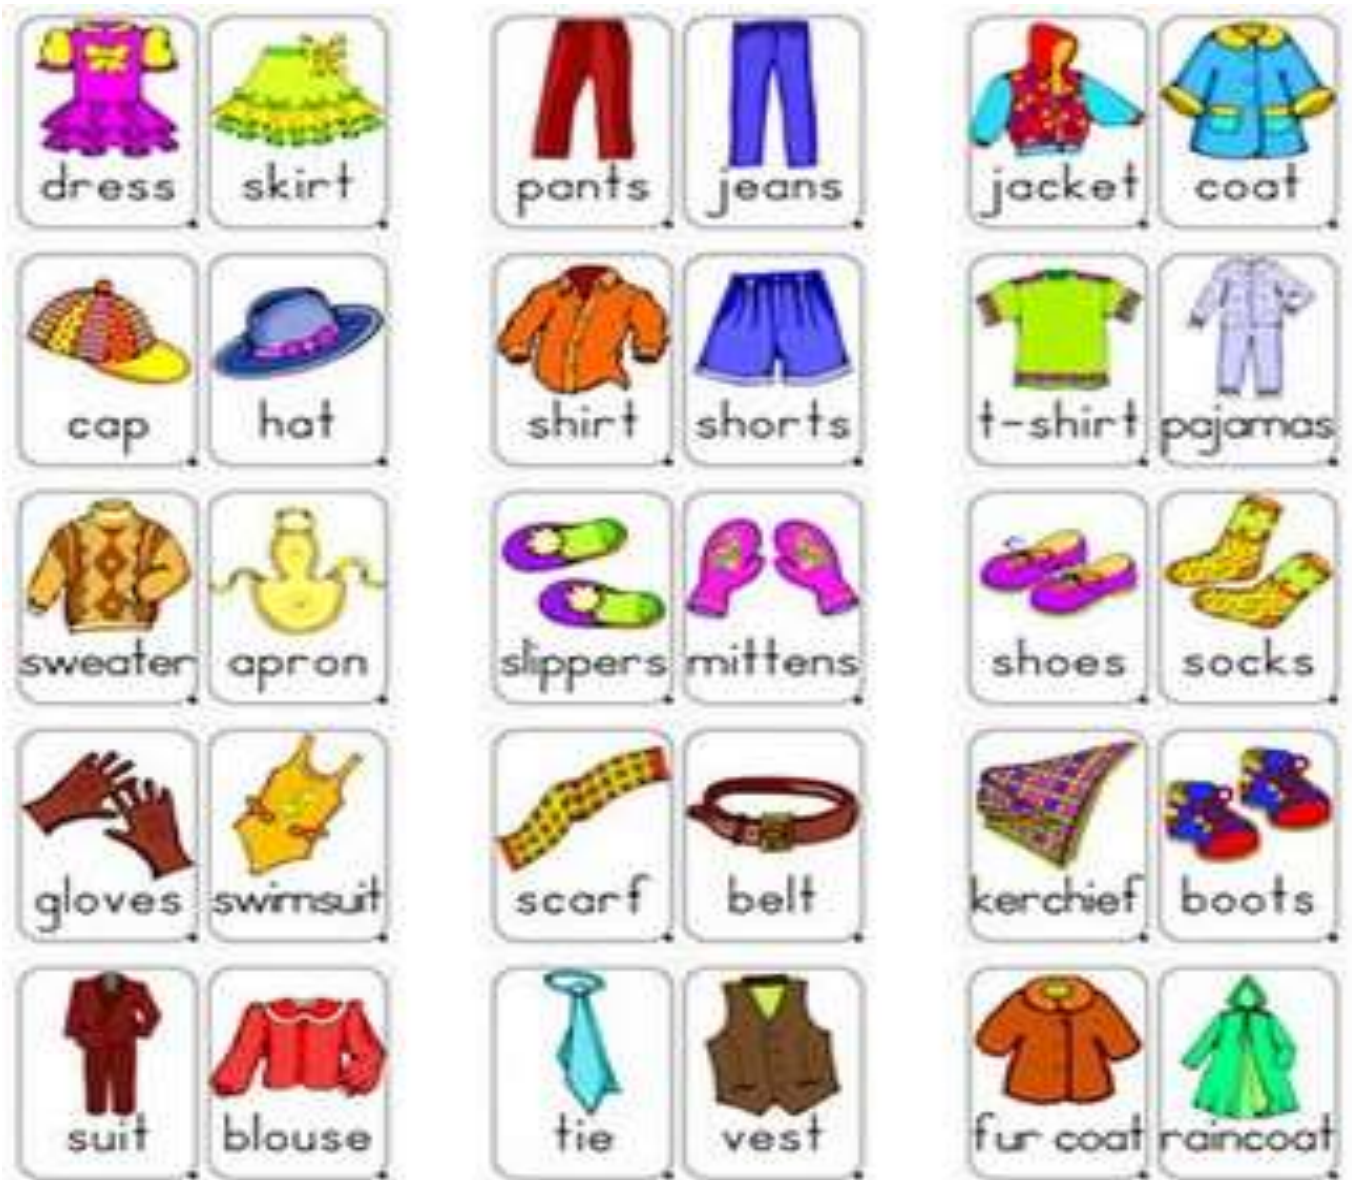 dress skirt pants jeans jacket coat
cap hat shirt shorts t-shirt pajamas
sweater apron slippers mittens shoes socks
gloves swimsuit scarf belt kerchief boots
suit blouse tie vest fur coat raincoat